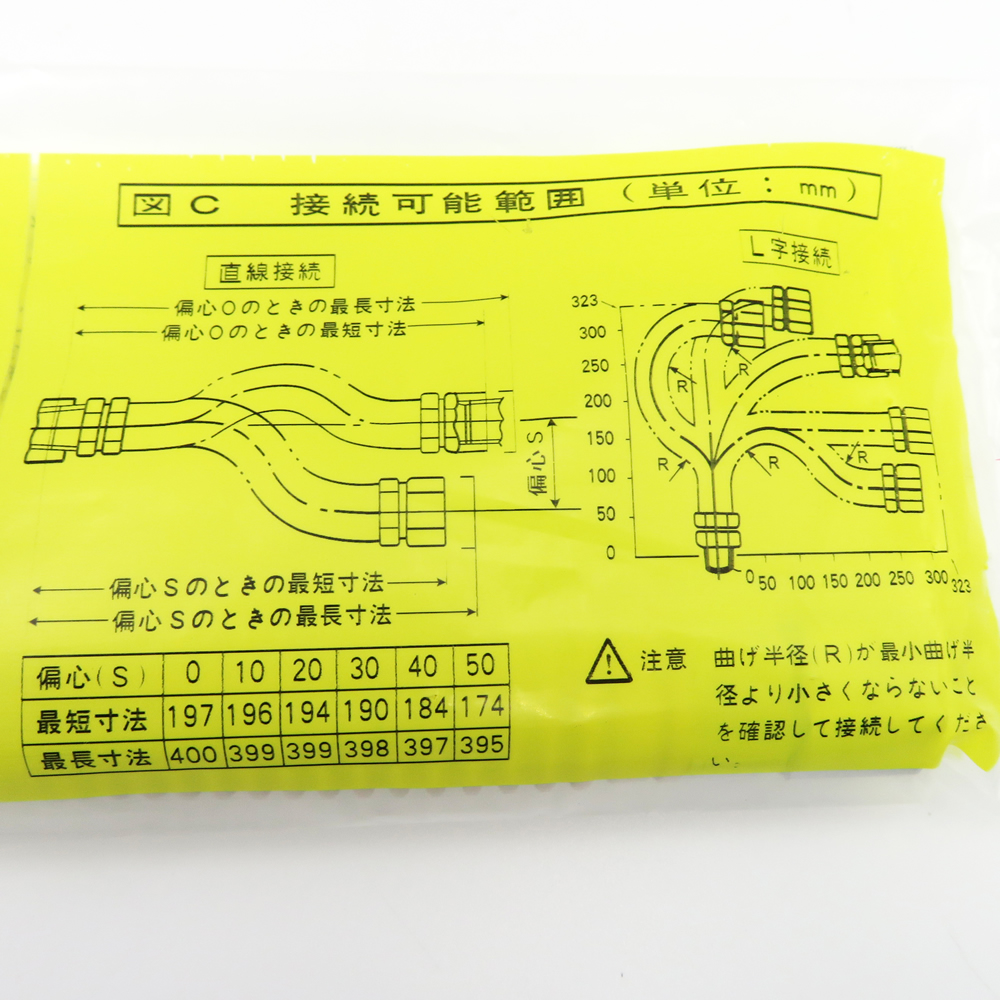 図C 接続可能範囲(単位:mm)
直線接続
偏心0のときの最長寸法
偏心0のときの最短寸法
偏心S
偏心Sのときの最短寸法
偏心Sのときの最長寸法
L字接続
323
300
250
200
150
100
50
0
R
R
R
R
R
0 50 100 150 200 250 300 323
偏心(S) 0 10 20 30 40 50
最短寸法 197 196 194 190 184 174
最長寸法 400 399 399 398 397 395
注意 曲げ半径(R)が最小曲げ半
径より小さくならないこと
を確認して接続してくださ
い。